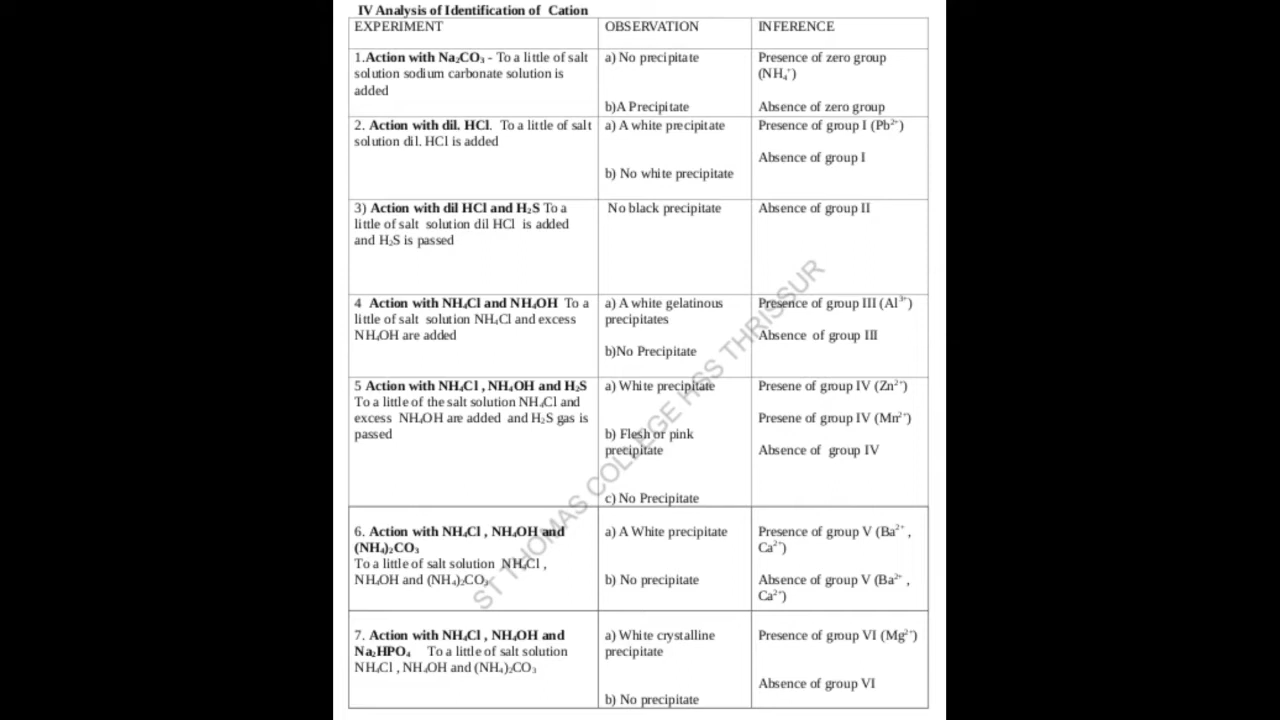 IV Analysis of Identification of Cation
EXPERIMENT
OBSERVATION
INFERENCE
1.Action with Na₂CO₃ - To a little of salt
solution sodium carbonate solution is
added
a) No precipitate
b)A Precipitate
Presence of zero group
(NH₄⁺)
Absence of zero group
2. Action with dil. HCl. To a little of salt
solution dil. HCl is added
a) A white precipitate
b) No white precipitate
Presence of group I (Pb²⁺)
Absence of group I
3) Action with dil HCl and H₂S To a
little of salt solution dil HCl is added
and H₂S is passed
No black precipitate
Absence of group II
4 Action with NH₄Cl and NH₄OH To a
little of salt solution NH₄Cl and excess
NH₄OH are added
a) A white gelatinous
precipitates
b)No Precipitate
Presence of group III (Al³⁺)
Absence of group III
5 Action with NH₄Cl , NH₄OH and H₂S
To a little of the salt solution NH₄Cl and
excess NH₄OH are added and H₂S gas is
passed
a) White precipitate
b) Flesh or pink
precipitate
c) No Precipitate
Presene of group IV (Zn²⁺)
Presene of group IV (Mn²⁺)
Absence of group IV
6. Action with NH₄Cl , NH₄OH and
(NH₄)₂CO₃
To a little of salt solution NH₄Cl ,
NH₄OH and (NH₄)₂CO₃
a) A White precipitate
b) No precipitate
Presence of group V (Ba²⁺ ,
Ca²⁺)
Absence of group V (Ba²⁺ ,
Ca²⁺)
7. Action with NH₄Cl , NH₄OH and
Na₂HPO₄ To a little of salt solution
NH₄Cl , NH₄OH and (NH₄)₂CO₃
a) White crystalline
precipitate
b) No precipitate
Presence of group VI (Mg²⁺)
Absence of group VI
ST THOMAS COLLEGE HSS THRISSUR